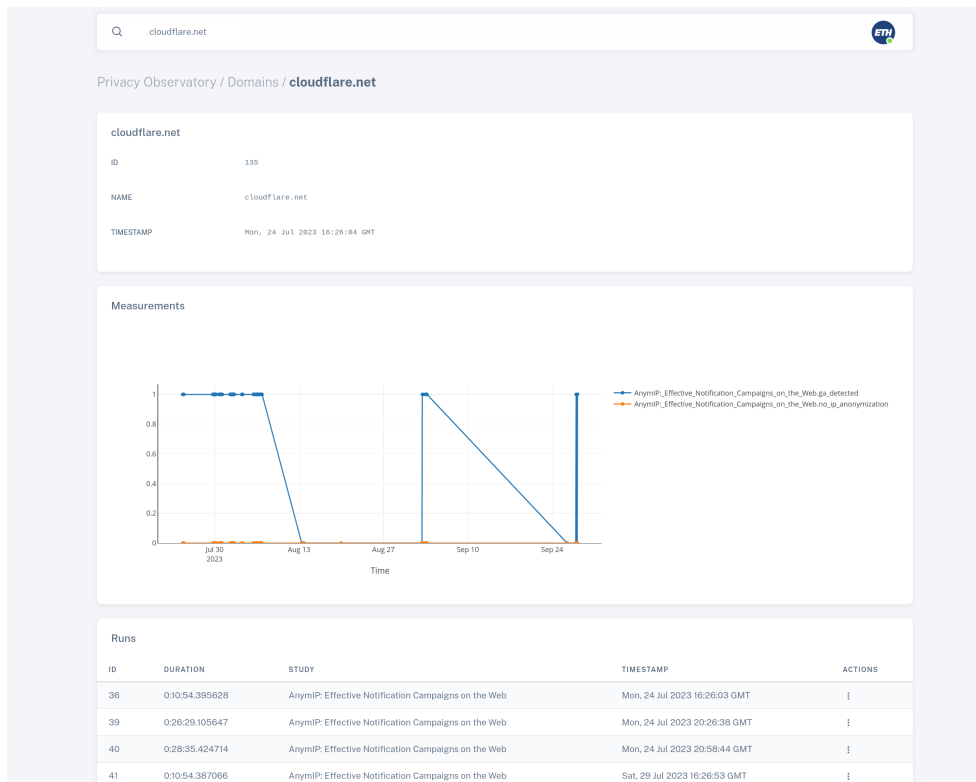 cloudflare.net
ETH
Privacy Observatory / Domains / cloudflare.net
cloudflare.net
ID 135
NAME cloudflare.net
TIMESTAMP Mon, 24 Jul 2023 16:26:04 GMT
Measurements
1
0.8
0.6
0.4
0.2
0
Jul 30 Aug 13 Aug 27 Sep 10 Sep 24
2023
Time
AnymIP:_Effective_Notification_Campaigns_on_the_Web.ga_detected
AnymIP:_Effective_Notification_Campaigns_on_the_Web.no_ip_anonymization
Runs
ID DURATION STUDY TIMESTAMP ACTIONS
36 0:10:54.395628 AnymIP: Effective Notification Campaigns on the Web Mon, 24 Jul 2023 16:26:03 GMT
39 0:26:29.105647 AnymIP: Effective Notification Campaigns on the Web Mon, 24 Jul 2023 20:26:38 GMT
40 0:28:35.424714 AnymIP: Effective Notification Campaigns on the Web Mon, 24 Jul 2023 20:58:44 GMT
41 0:10:54.387066 AnymIP: Effective Notification Campaigns on the Web Sat, 29 Jul 2023 16:26:53 GMT